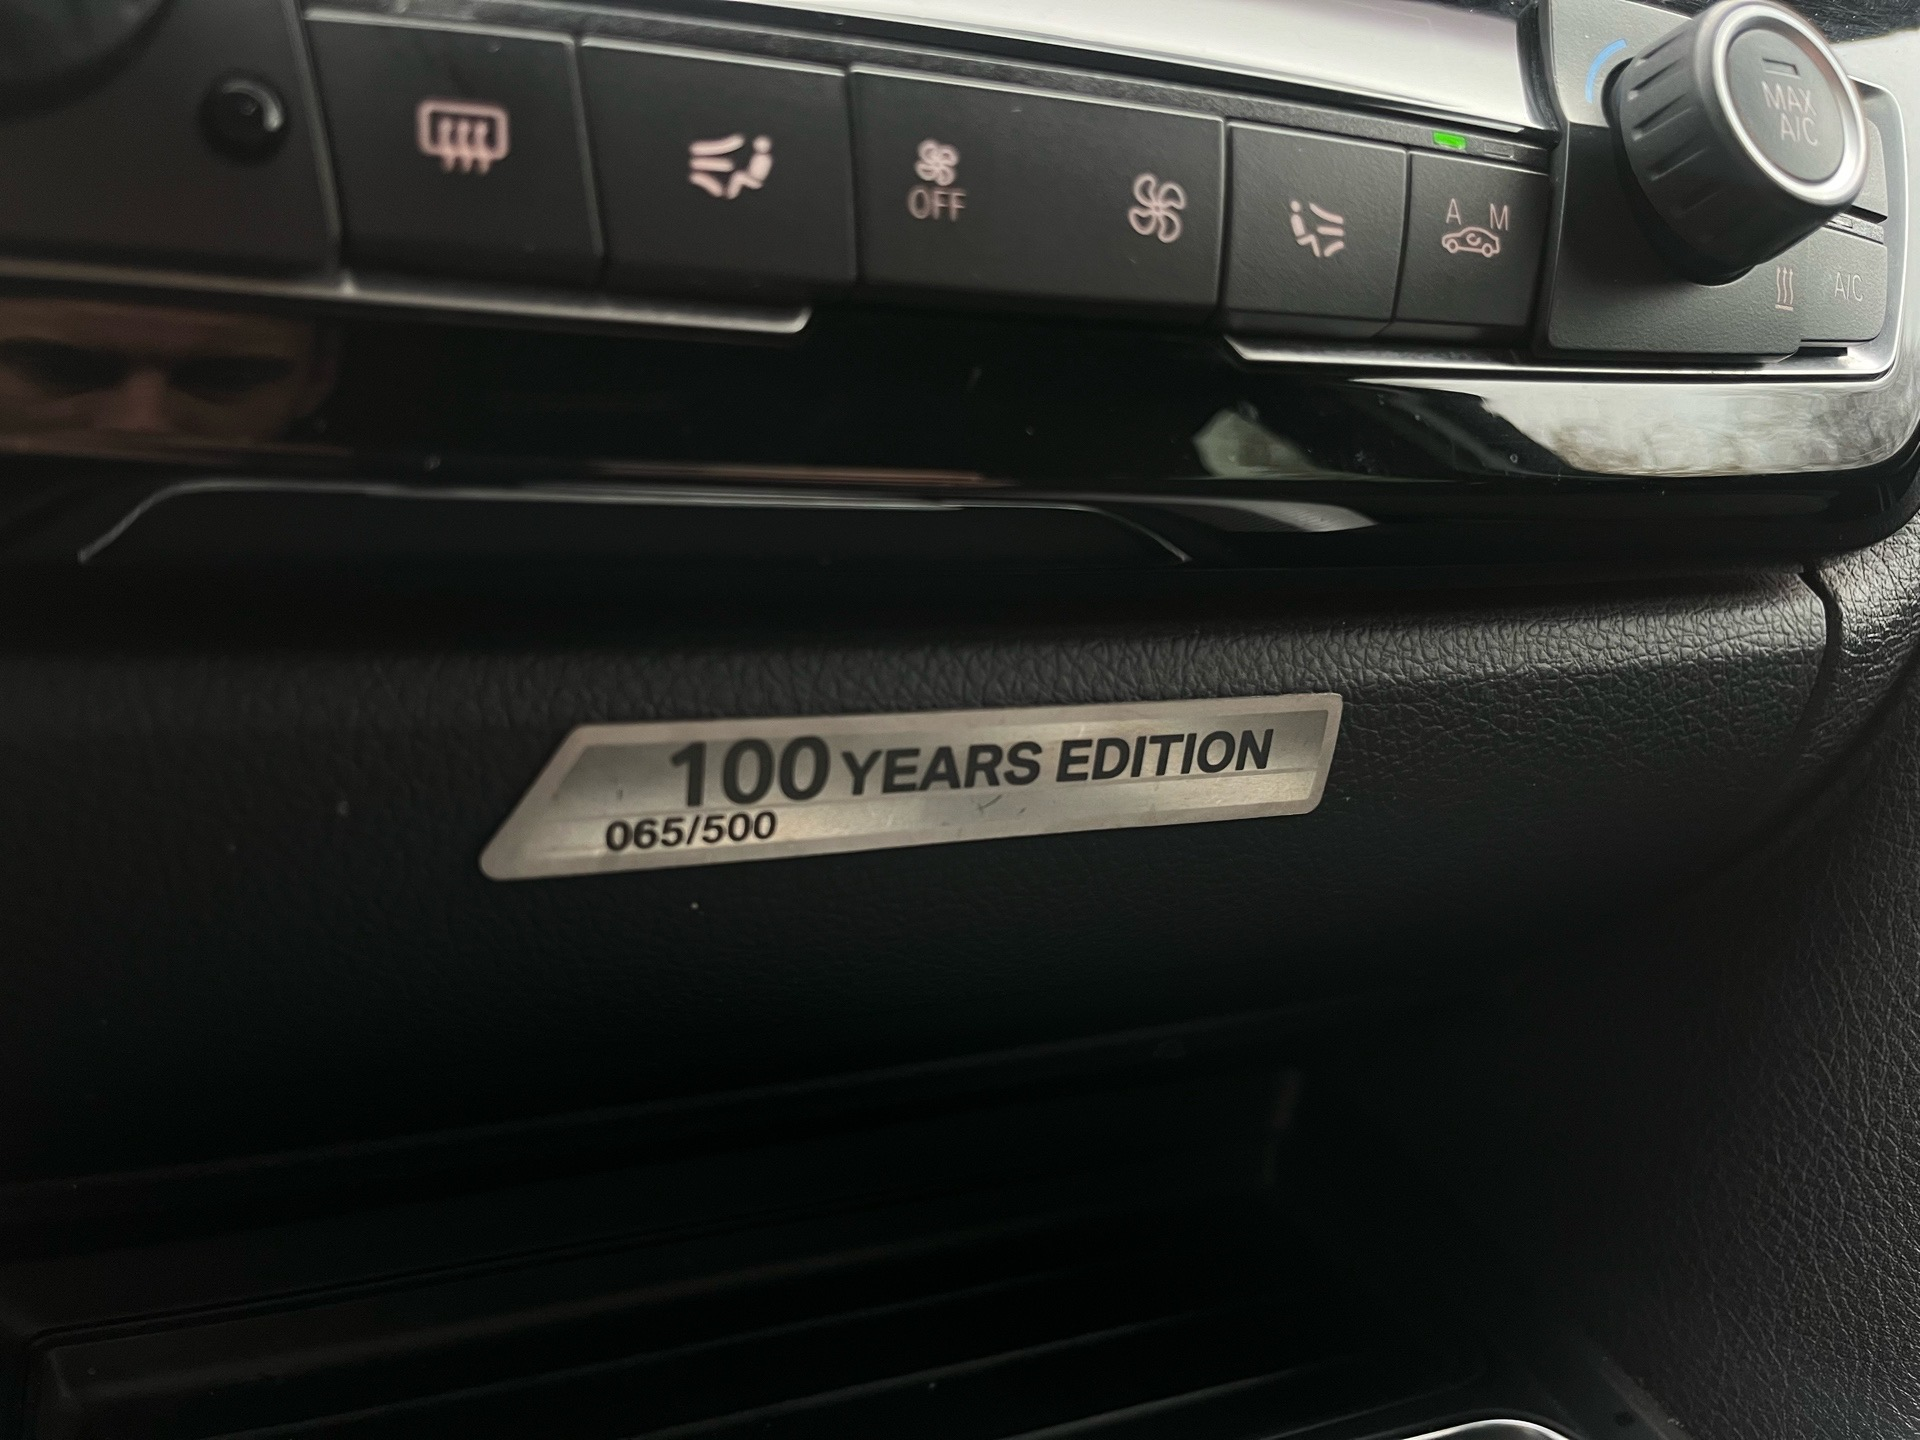 MAX
A/C
OFF
A M
A/C
100 YEARS EDITION
065/500